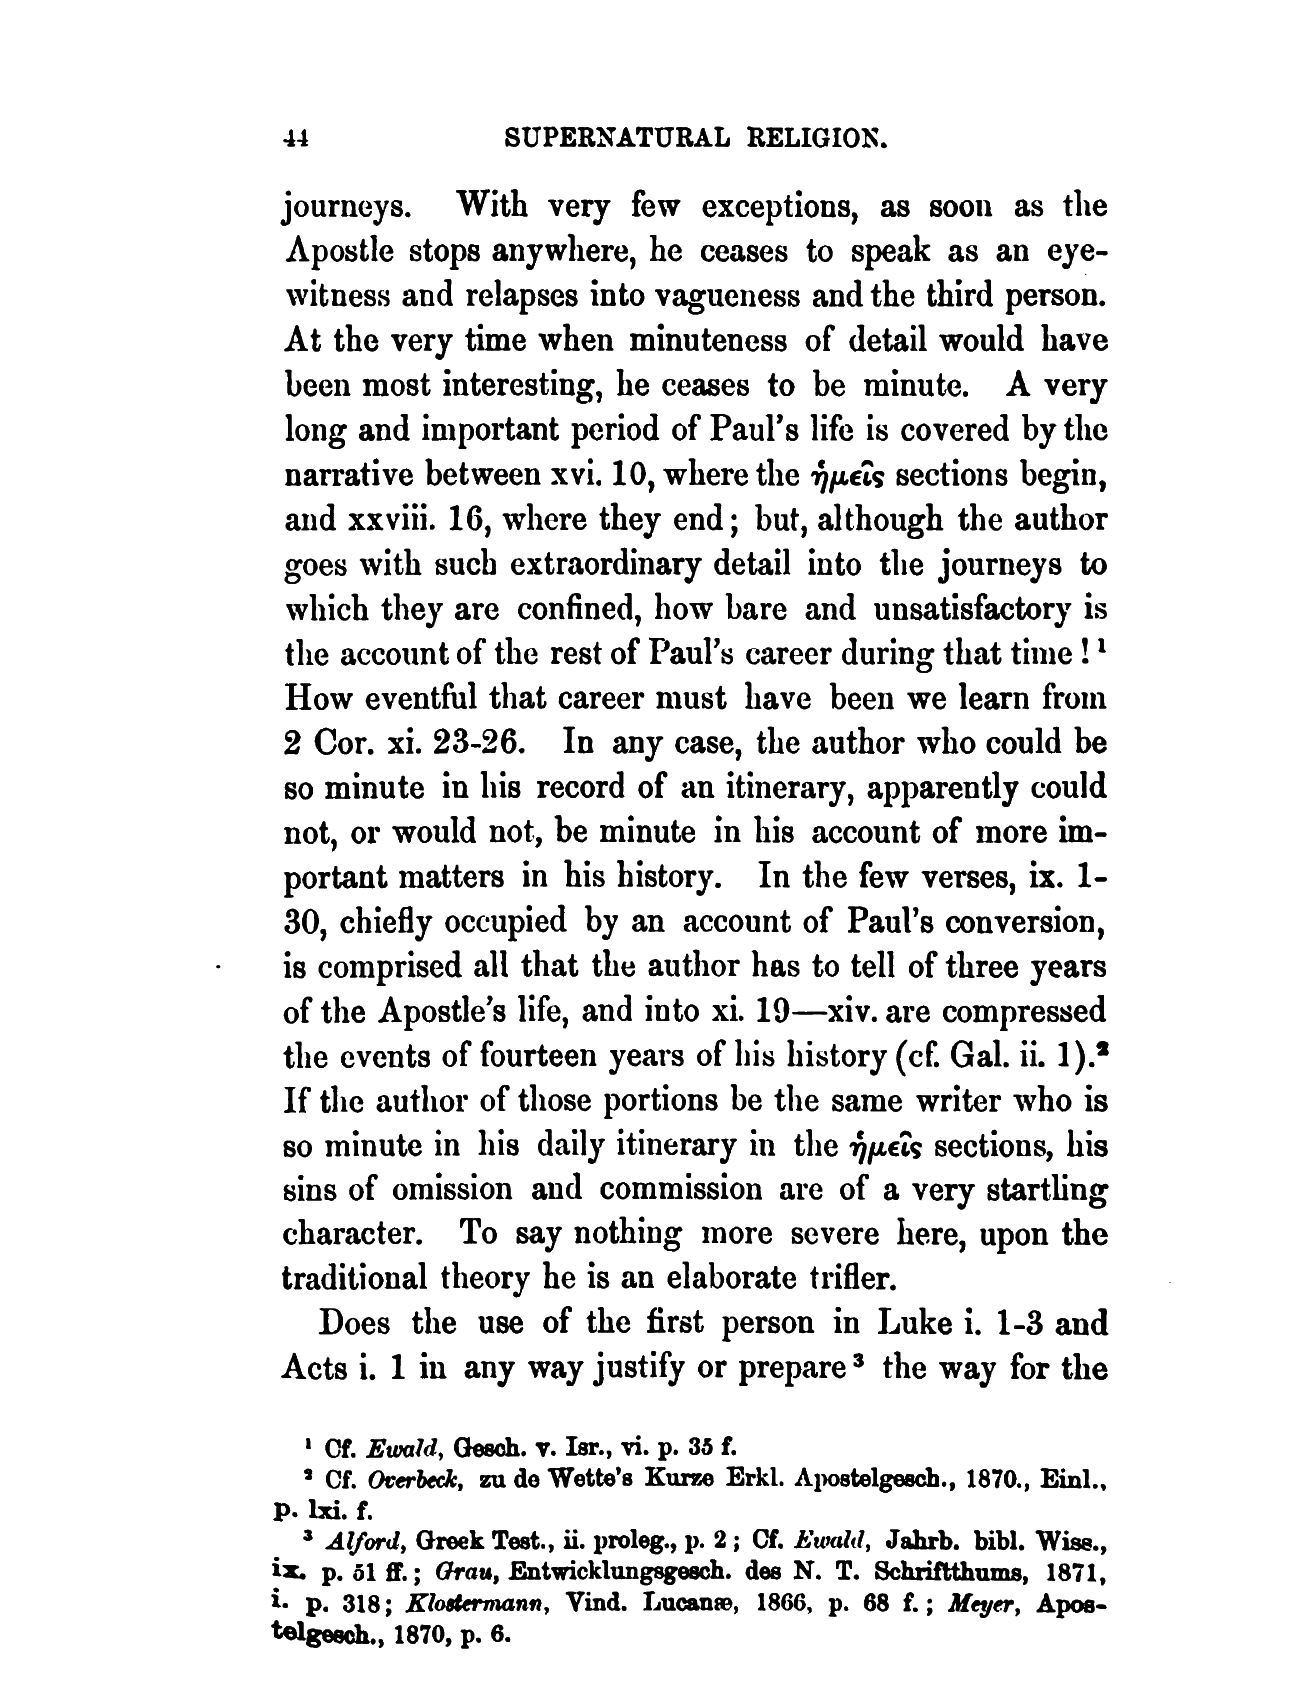 44 SUPERNATURAL RELIGION.
journeys. With very few exceptions, as soon as the
Apostle stops anywhere, he ceases to speak as an eye-
witness and relapses into vagueness and the third person.
At the very time when minuteness of detail would have
been most interesting, he ceases to be minute. A very
long and important period of Paul's life is covered by the
narrative between xvi. 10, where the ἡμεῖς sections begin,
and xxviii. 16, where they end; but, although the author
goes with such extraordinary detail into the journeys to
which they are confined, how bare and unsatisfactory is
the account of the rest of Paul's career during that time!¹
How eventful that career must have been we learn from
2 Cor. xi. 23-26. In any case, the author who could be
so minute in his record of an itinerary, apparently could
not, or would not, be minute in his account of more im-
portant matters in his history. In the few verses, ix. 1-
30, chiefly occupied by an account of Paul's conversion,
is comprised all that the author has to tell of three years
of the Apostle's life, and into xi. 19—xiv. are compressed
the events of fourteen years of his history (cf. Gal. ii. 1).²
If the author of those portions be the same writer who is
so minute in his daily itinerary in the ἡμεῖς sections, his
sins of omission and commission are of a very startling
character. To say nothing more severe here, upon the
traditional theory he is an elaborate trifler.
Does the use of the first person in Luke i. 1-3 and
Acts i. 1 in any way justify or prepare³ the way for the
¹ Cf. Ewald, Gesch. v. Isr., vi. p. 35 f.
² Cf. Overbeck, zu de Wette's Kurze Erkl. Apostelgesch., 1870., Einl.,
p. lxi. f.
³ Alford, Greek Test., ii. proleg., p. 2; Cf. Ewald, Jahrb. bibl. Wiss.,
ix. p. 51 ff.; Grau, Entwicklungsgesch. des N. T. Schriftthums, 1871,
i. p. 318; Klostermann, Vind. Lucanæ, 1866, p. 68 f.; Meyer, Apos-
telgesch., 1870, p. 6.